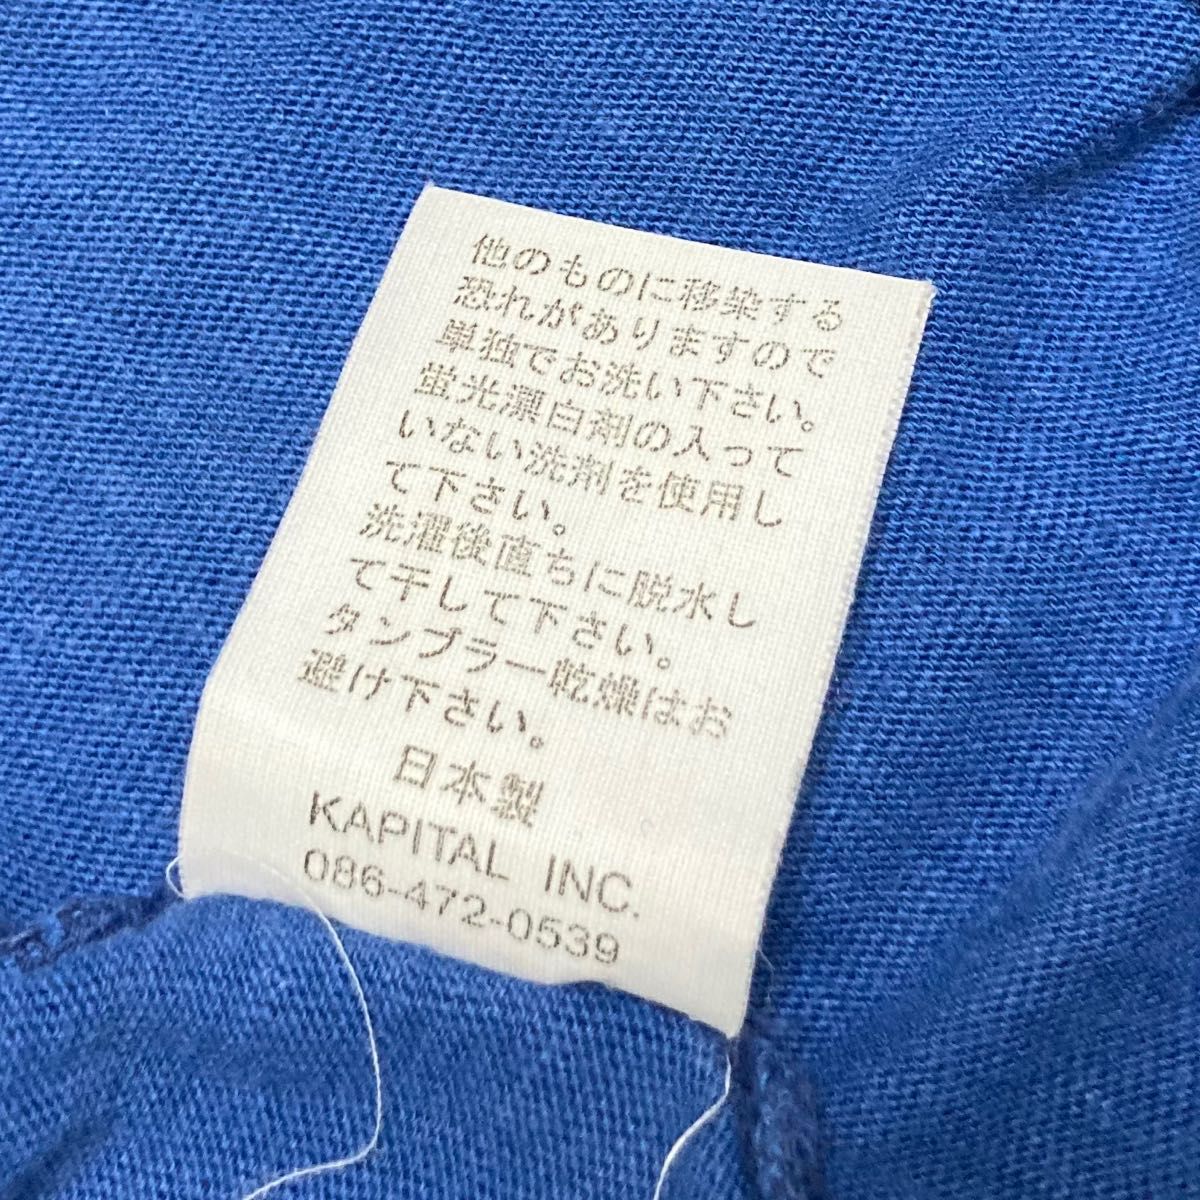 他のものに移染する
恐れがありますので
単独でお洗い下さい。
蛍光漂白剤の入って
いない洗剤を使用し
て下さい。
洗濯後直ちに脱水し
て干して下さい。
タンブラー乾燥はお
避け下さい。
日本製
KAPITAL INC.
086-472-0539